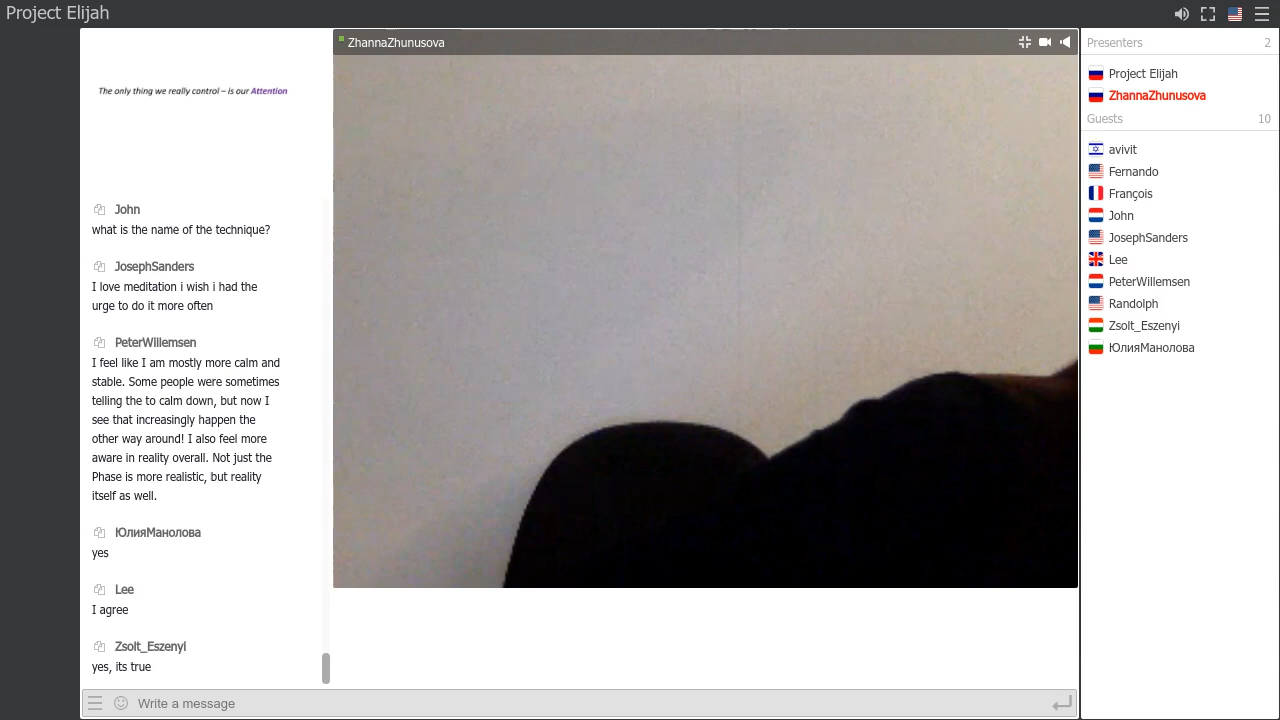 Project Elijah
The only thing we really control – is our Attention
John
what is the name of the technique?
JosephSanders
I love meditation i wish i had the
urge to do it more often
PeterWillemsen
I feel like I am mostly more calm and
stable. Some people were sometimes
telling the to calm down, but now I
see that increasingly happen the
other way around! I also feel more
aware in reality overall. Not just the
Phase is more realistic, but reality
itself as well.
ЮлияМанолова
yes
Lee
I agree
Zsolt_Eszenyi
yes, its true
Write a message
ZhannaZhunusova
Presenters 2
Project Elijah
ZhannaZhunusova
Guests 10
avivit
Fernando
François
John
JosephSanders
Lee
PeterWillemsen
Randolph
Zsolt_Eszenyi
ЮлияМанолова